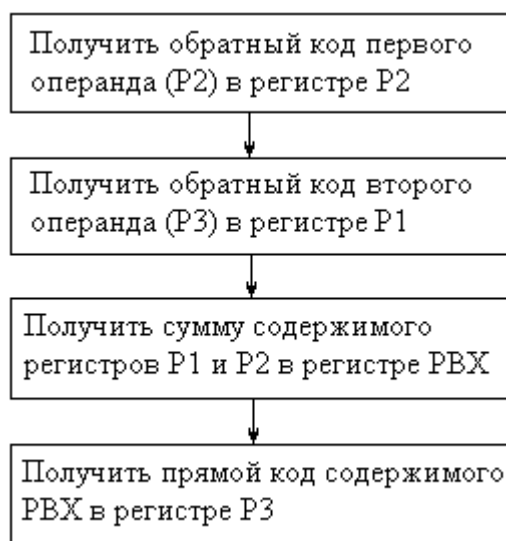 Получить обратный код первого
операнда (Р2) в регистре Р2
Получить обратный код второго
операнда (Р3) в регистре Р1
Получить сумму содержимого
регистров Р1 и Р2 в регистре РВХ
Получить прямой код содержимого
РВХ в регистре Р3